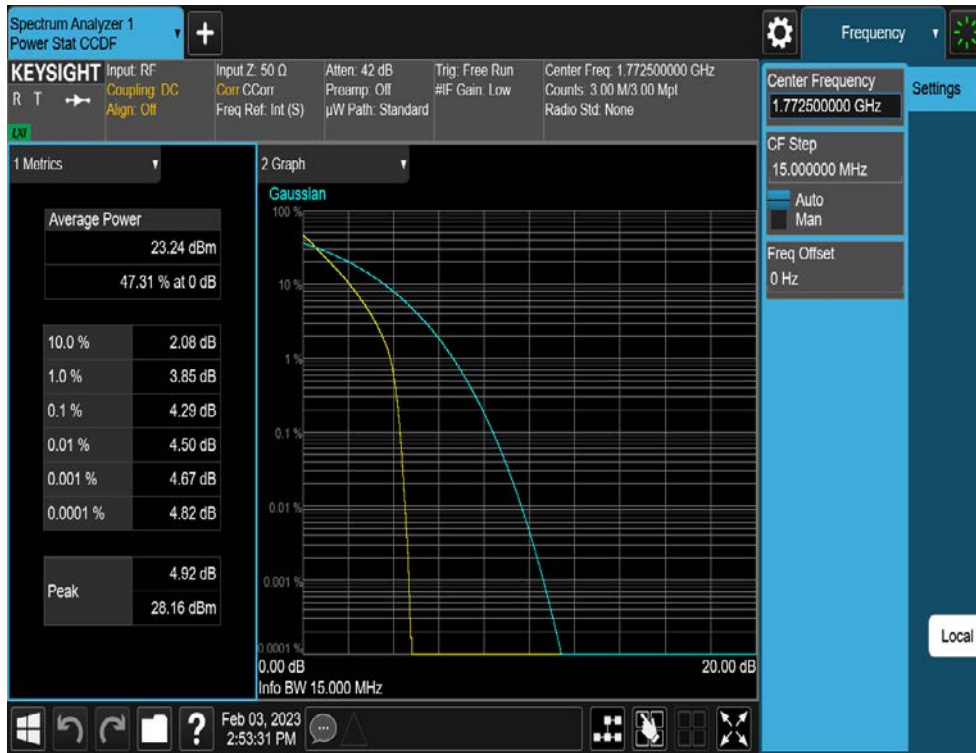 Spectrum Analyzer 1
Power Stat CCDF
+
Frequency
KEYSIGHT
R T
LXI
Input: RF
Coupling: DC
Align: Off
Input Z: 50 Ω
Corr CCorr
Freq Ref: Int (S)
Atten: 42 dB
Preamp: Off
µW Path: Standard
Trig: Free Run
#IF Gain: Low
Center Freq: 1.772500000 GHz
Counts: 3.00 M/3.00 Mpt
Radio Std: None
Center Frequency
1.772500000 GHz
Settings
CF Step
15.000000 MHz
Auto
Man
Freq Offset
0 Hz
1 Metrics
Average Power
23.24 dBm
47.31 % at 0 dB
10.0 % 2.08 dB
1.0 % 3.85 dB
0.1 % 4.29 dB
0.01 % 4.50 dB
0.001 % 4.67 dB
0.0001 % 4.82 dB
Peak
4.92 dB
28.16 dBm
2 Graph
Gaussian
100 %
10 %
1 %
0.1 %
0.01 %
0.001 %
0.0001 %
0.00 dB 20.00 dB
Info BW 15.000 MHz
Local
?
Feb 03, 2023
2:53:31 PM